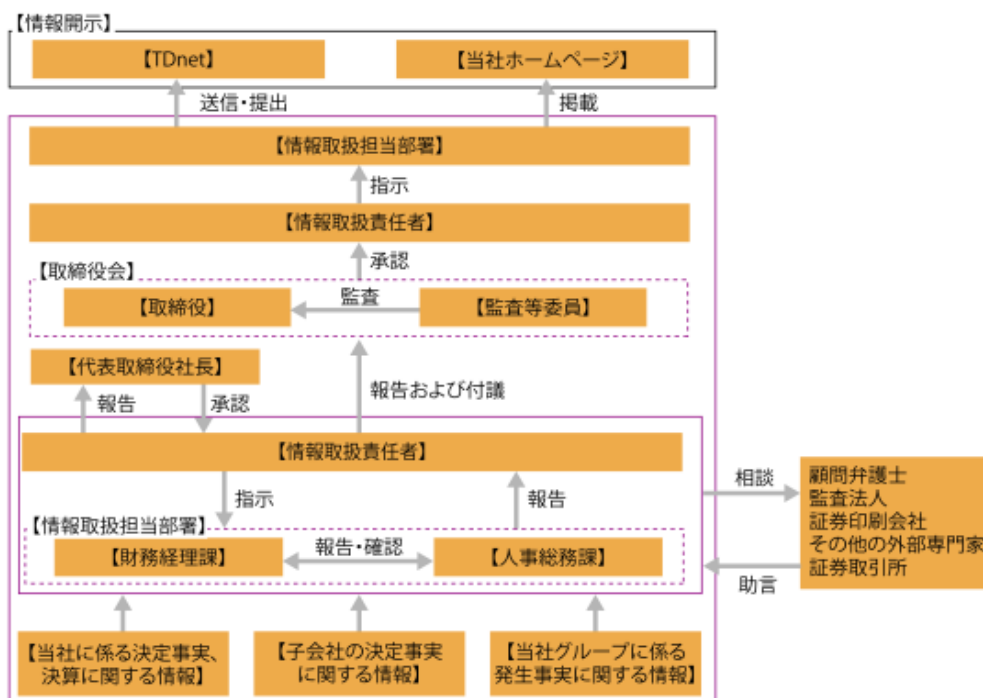 【情報開示】
【TDnet】
【当社ホームページ】
送信・提出
掲載
【情報取扱担当部署】
指示
【情報取扱責任者】
承認
【取締役会】
【取締役】
監査
【監査等委員】
【代表取締役社長】
報告
承認
報告および付議
【情報取扱責任者】
指示
報告
【情報取扱担当部署】
【財務経理課】
報告・確認
【人事総務課】
相談
顧問弁護士
監査法人
証券印刷会社
その他の外部専門家
証券取引所
助言
【当社に係る決定事実、
決算に関する情報】
【子会社の決定事実
に関する情報】
【当社グループに係る
発生事実に関する情報】